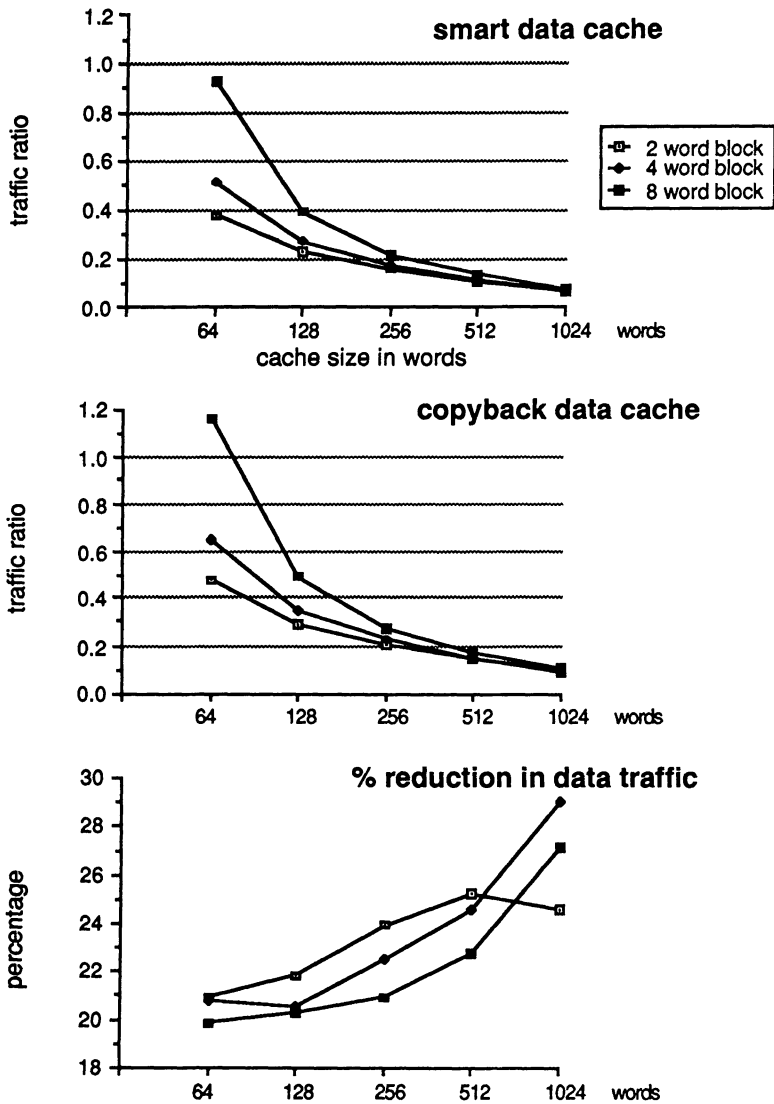 smart data cache
traffic ratio
1.2
1.0
0.8
0.6
0.4
0.2
0.0
2 word block
4 word block
8 word block
64 128 256 512 1024 words
cache size in words
copyback data cache
traffic ratio
1.2
1.0
0.8
0.6
0.4
0.2
0.0
64 128 256 512 1024 words
% reduction in data traffic
percentage
30
28
26
24
22
20
18
64 128 256 512 1024 words